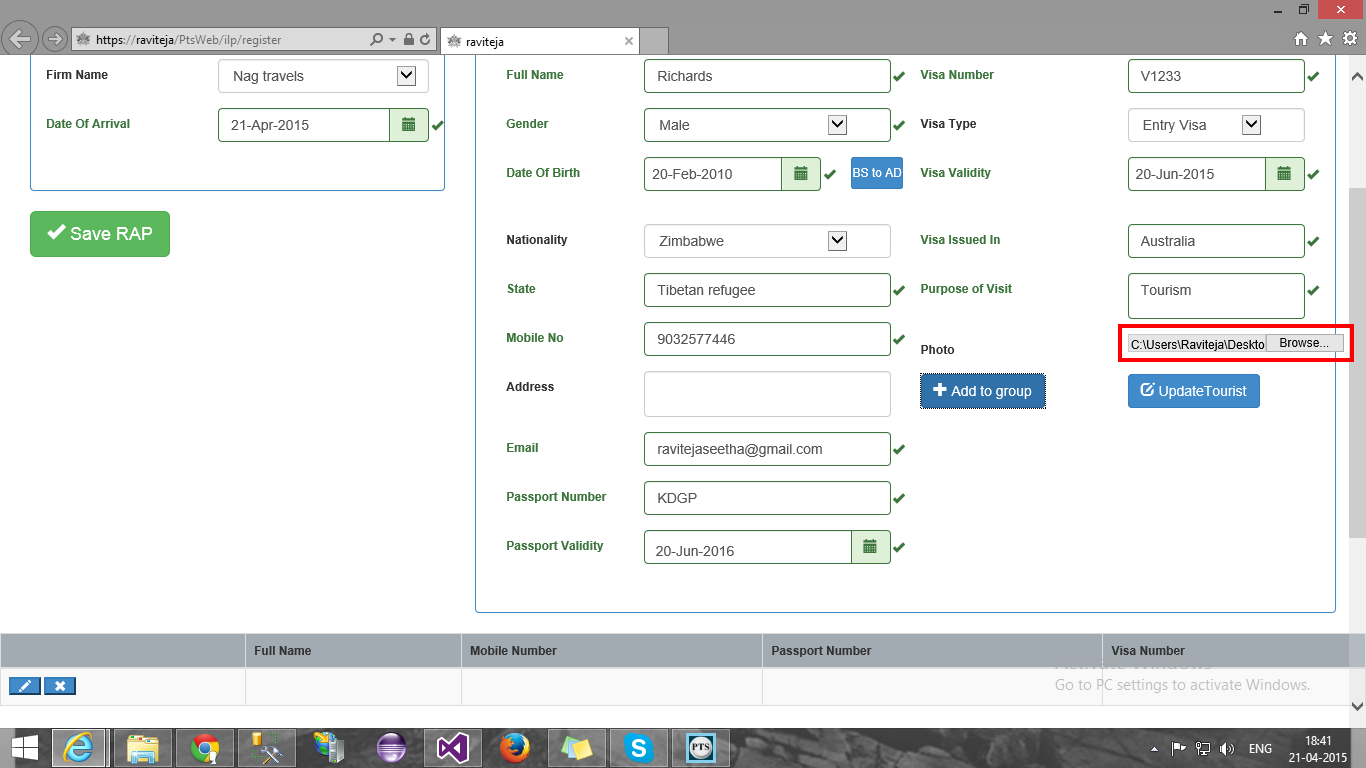 https://raviteja/PtsWeb/ilp/register
raviteja
Firm Name Nag travels
Date Of Arrival 21-Apr-2015
Save RAP
Full Name Richards Visa Number V1233
Gender Male Visa Type Entry Visa
Date Of Birth 20-Feb-2010 BS to AD Visa Validity 20-Jun-2015
Nationality Zimbabwe Visa Issued In Australia
State Tibetan refugee Purpose of Visit Tourism
Mobile No 9032577446 Photo C:\Users\Raviteja\Deskto Browse...
Address Add to group UpdateTourist
Email ravitejaseetha@gmail.com
Passport Number KDGP
Passport Validity 20-Jun-2016
Full Name Mobile Number Passport Number Visa Number
Activate Windows
Go to PC settings to activate Windows.
PTS ENG 18:41
21-04-2015